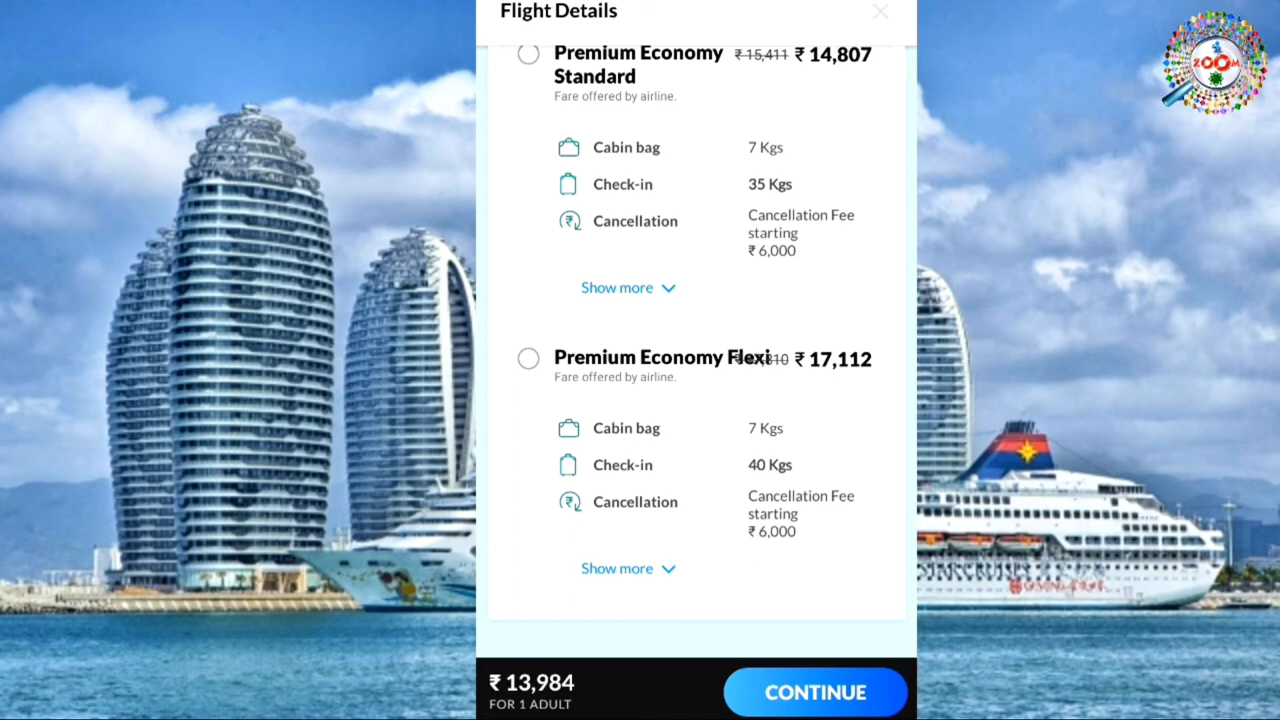 Flight Details
Premium Economy ₹ 15,411 ₹ 14,807
Standard
Fare offered by airline.
Cabin bag 7 Kgs
Check-in 35 Kgs
Cancellation Cancellation Fee
starting
₹ 6,000
Show more
Premium Economy Flexi ₹ 17,112
Fare offered by airline.
Cabin bag 7 Kgs
Check-in 40 Kgs
Cancellation Cancellation Fee
starting
₹ 6,000
Show more
₹ 13,984
FOR 1 ADULT
CONTINUE
ZOOM